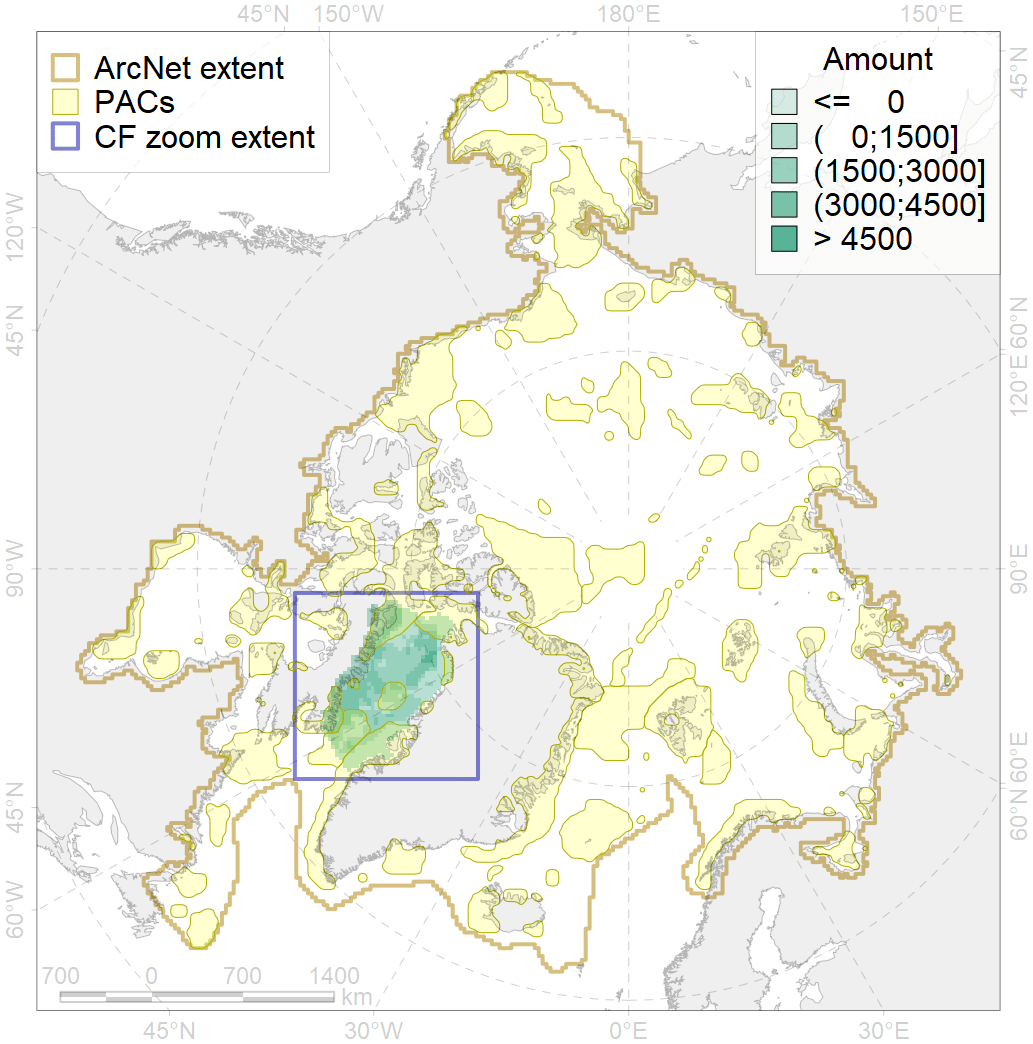 45°N 150°W 180°E 150°E
ArcNet extent
PACs
CF zoom extent
Amount
<= 0
( 0;1500]
(1500;3000]
(3000;4500]
> 4500
45°N
120°W
60°N
45°N
120°E
90°W
90°E
60°E
45°N
60°N
60°W
700 0 700 1400
km
45°N 30°W 0°E 30°E